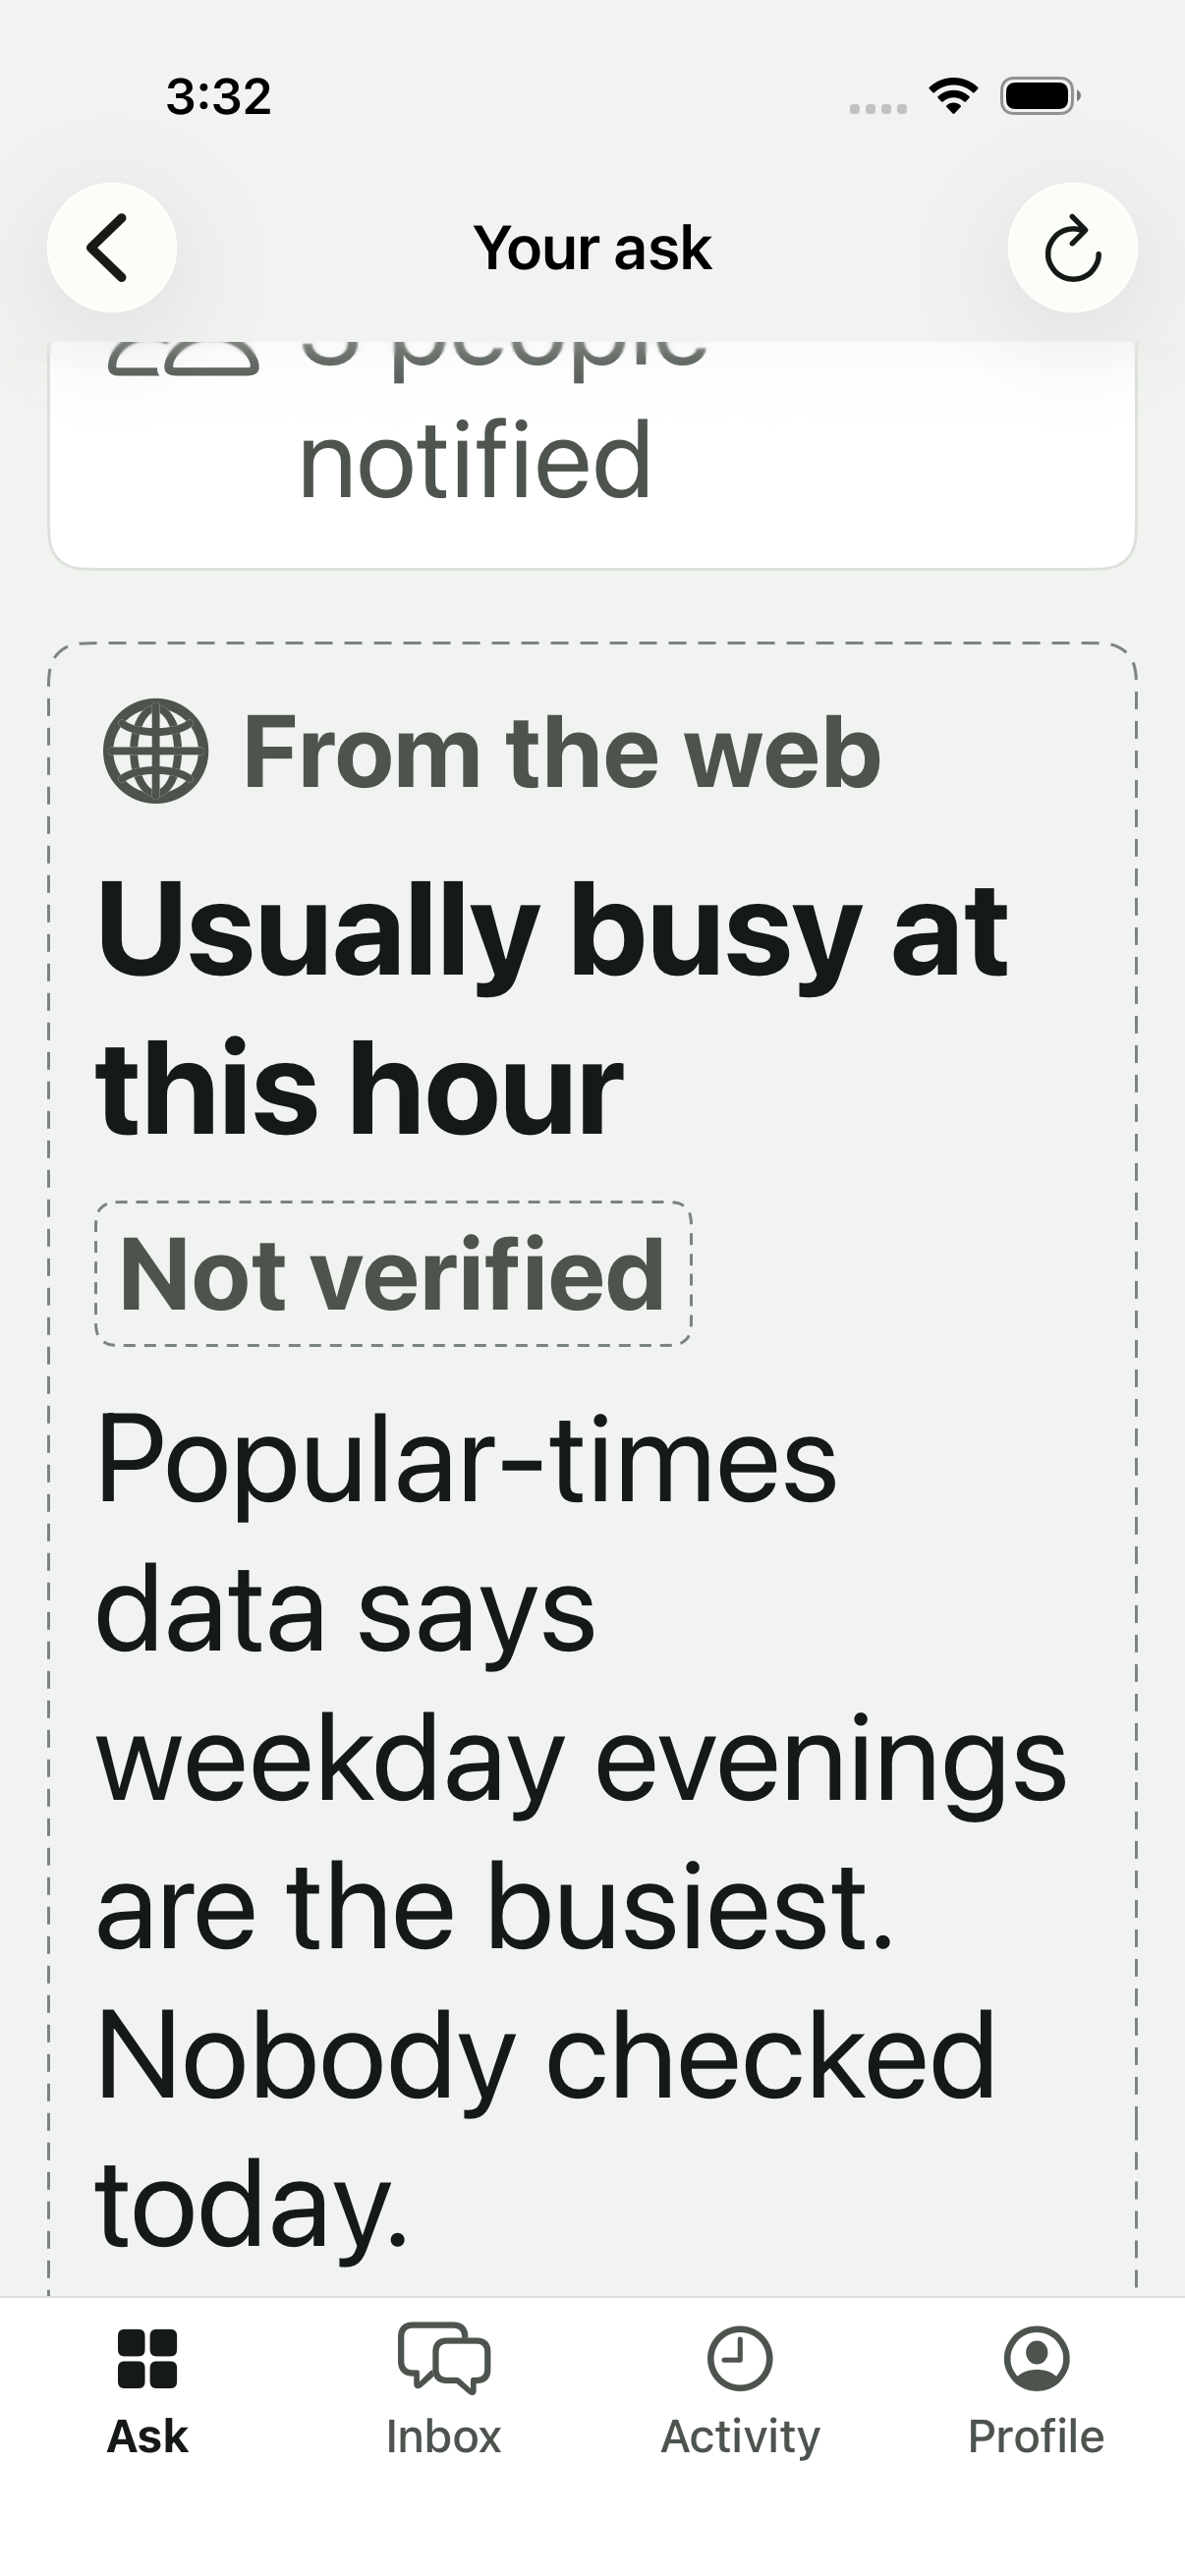 3:32
Your ask
people
notified
From the web
Usually busy at
this hour
Not verified
Popular-times
data says
weekday evenings
are the busiest.
Nobody checked
today.
Ask
Inbox
Activity
Profile